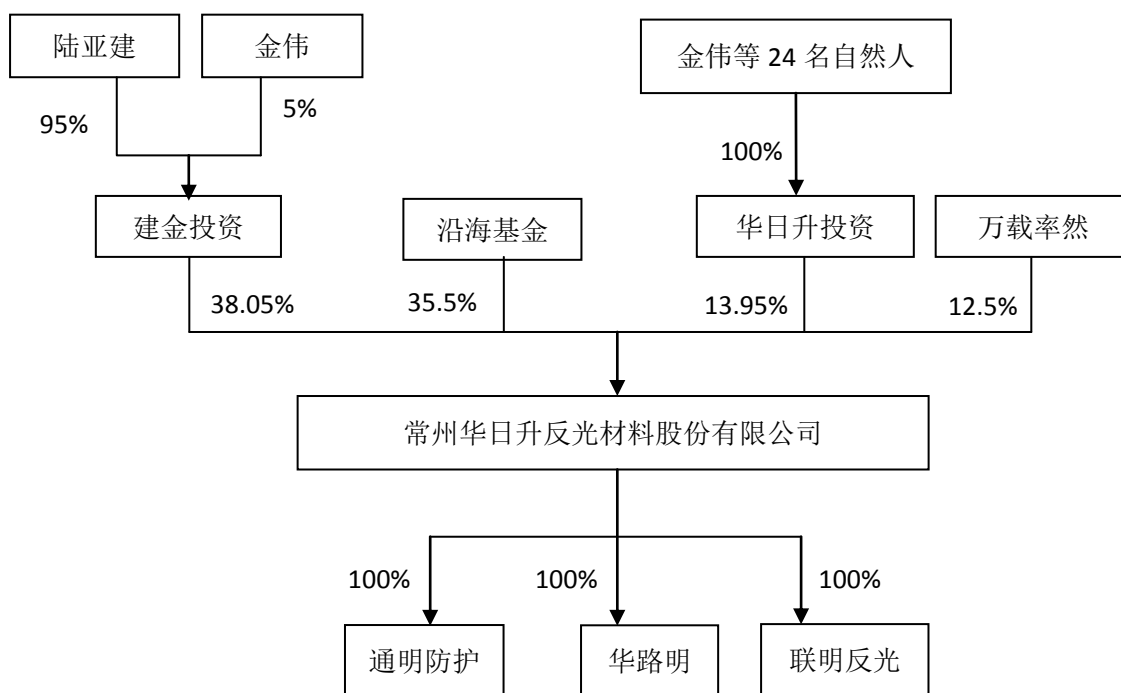 陆亚建
金伟
金伟等 24 名自然人
95%
5%
100%
建金投资
沿海基金
华日升投资
万载率然
38.05%
35.5%
13.95%
12.5%
常州华日升反光材料股份有限公司
100%
100%
100%
通明防护
华路明
联明反光